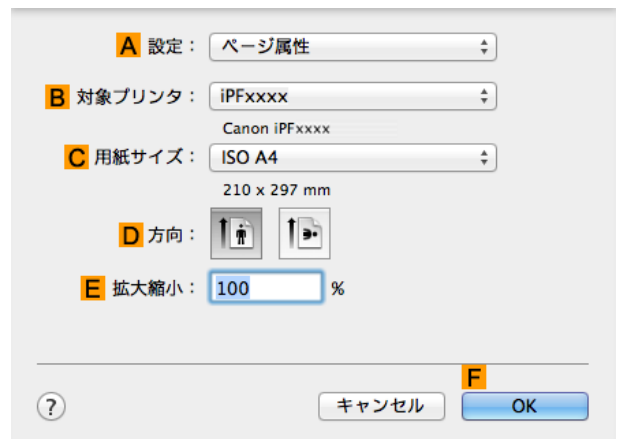 A 設定： ページ属性
B 対象プリンタ： iPFxxxx
Canon iPFxxxx
C 用紙サイズ： ISO A4
210 x 297 mm
D 方向：
E 拡大縮小： 100 %
F
? キャンセル OK